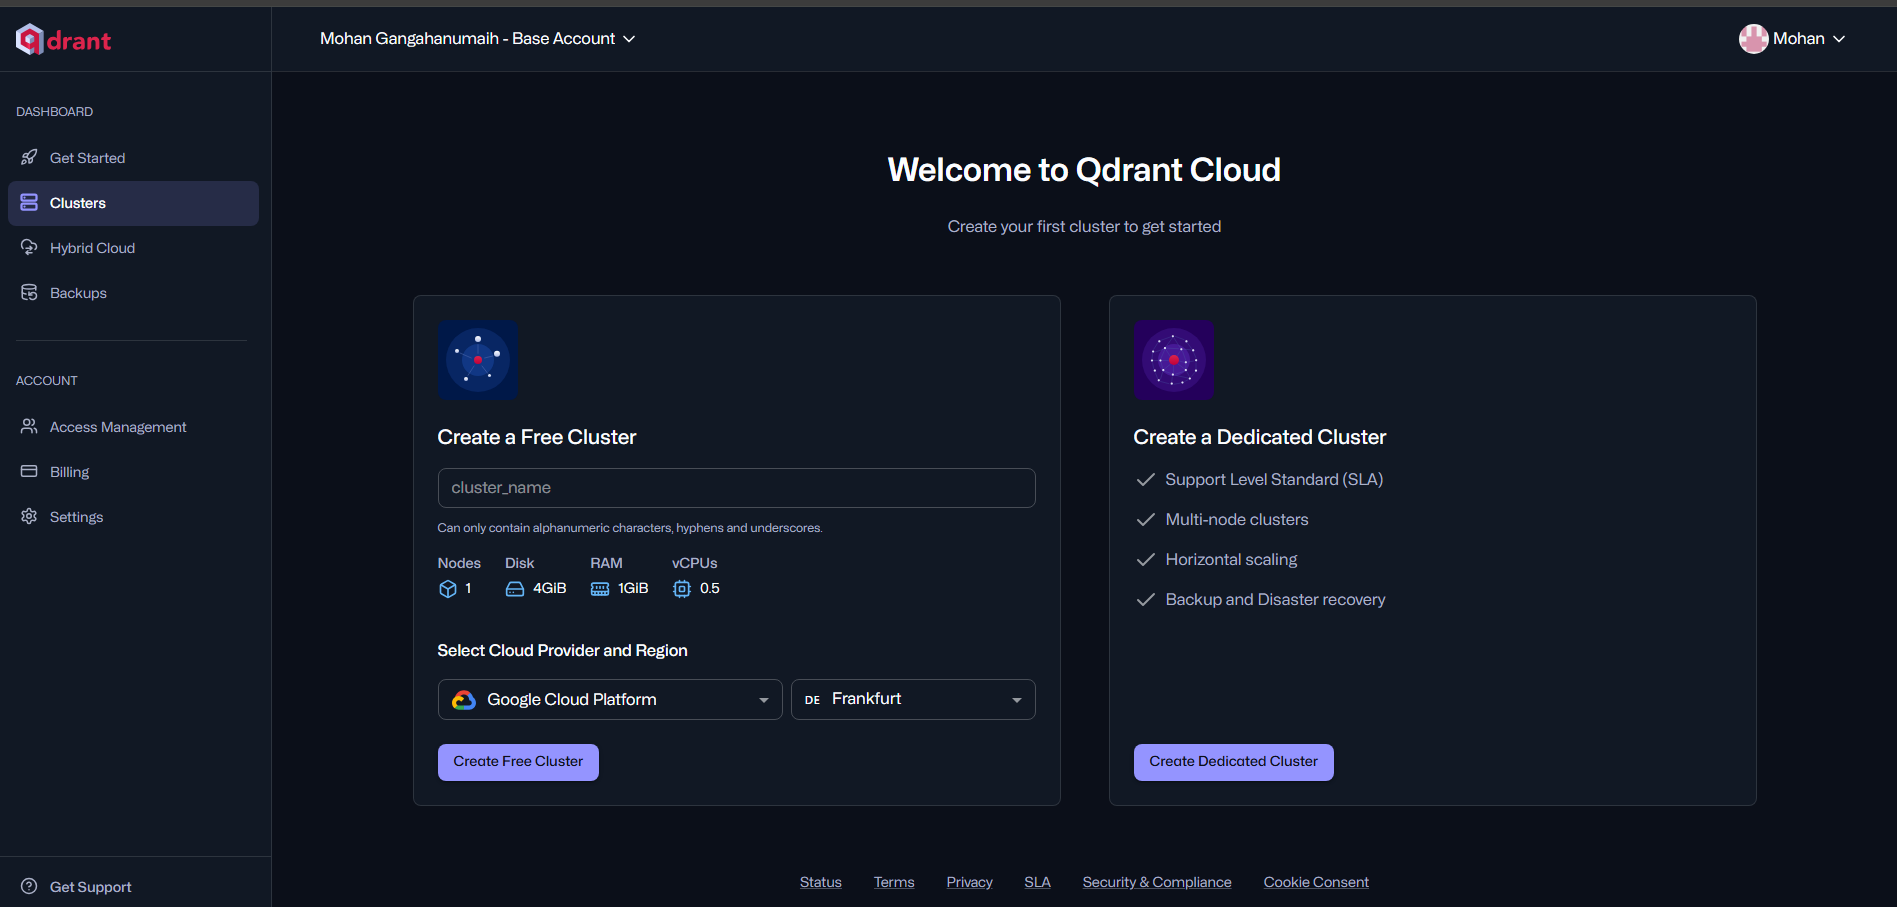 qdrant
Mohan Gangahanumaih - Base Account
Mohan
DASHBOARD
Get Started
Clusters
Hybrid Cloud
Backups
ACCOUNT
Access Management
Billing
Settings
Get Support
Welcome to Qdrant Cloud
Create your first cluster to get started
Create a Free Cluster
cluster_name
Can only contain alphanumeric characters, hyphens and underscores.
Nodes Disk RAM vCPUs
1 4GiB 1GiB 0.5
Select Cloud Provider and Region
Google Cloud Platform DE Frankfurt
Create Free Cluster
Create a Dedicated Cluster
Support Level Standard (SLA)
Multi-node clusters
Horizontal scaling
Backup and Disaster recovery
Create Dedicated Cluster
Status Terms Privacy SLA Security & Compliance Cookie Consent